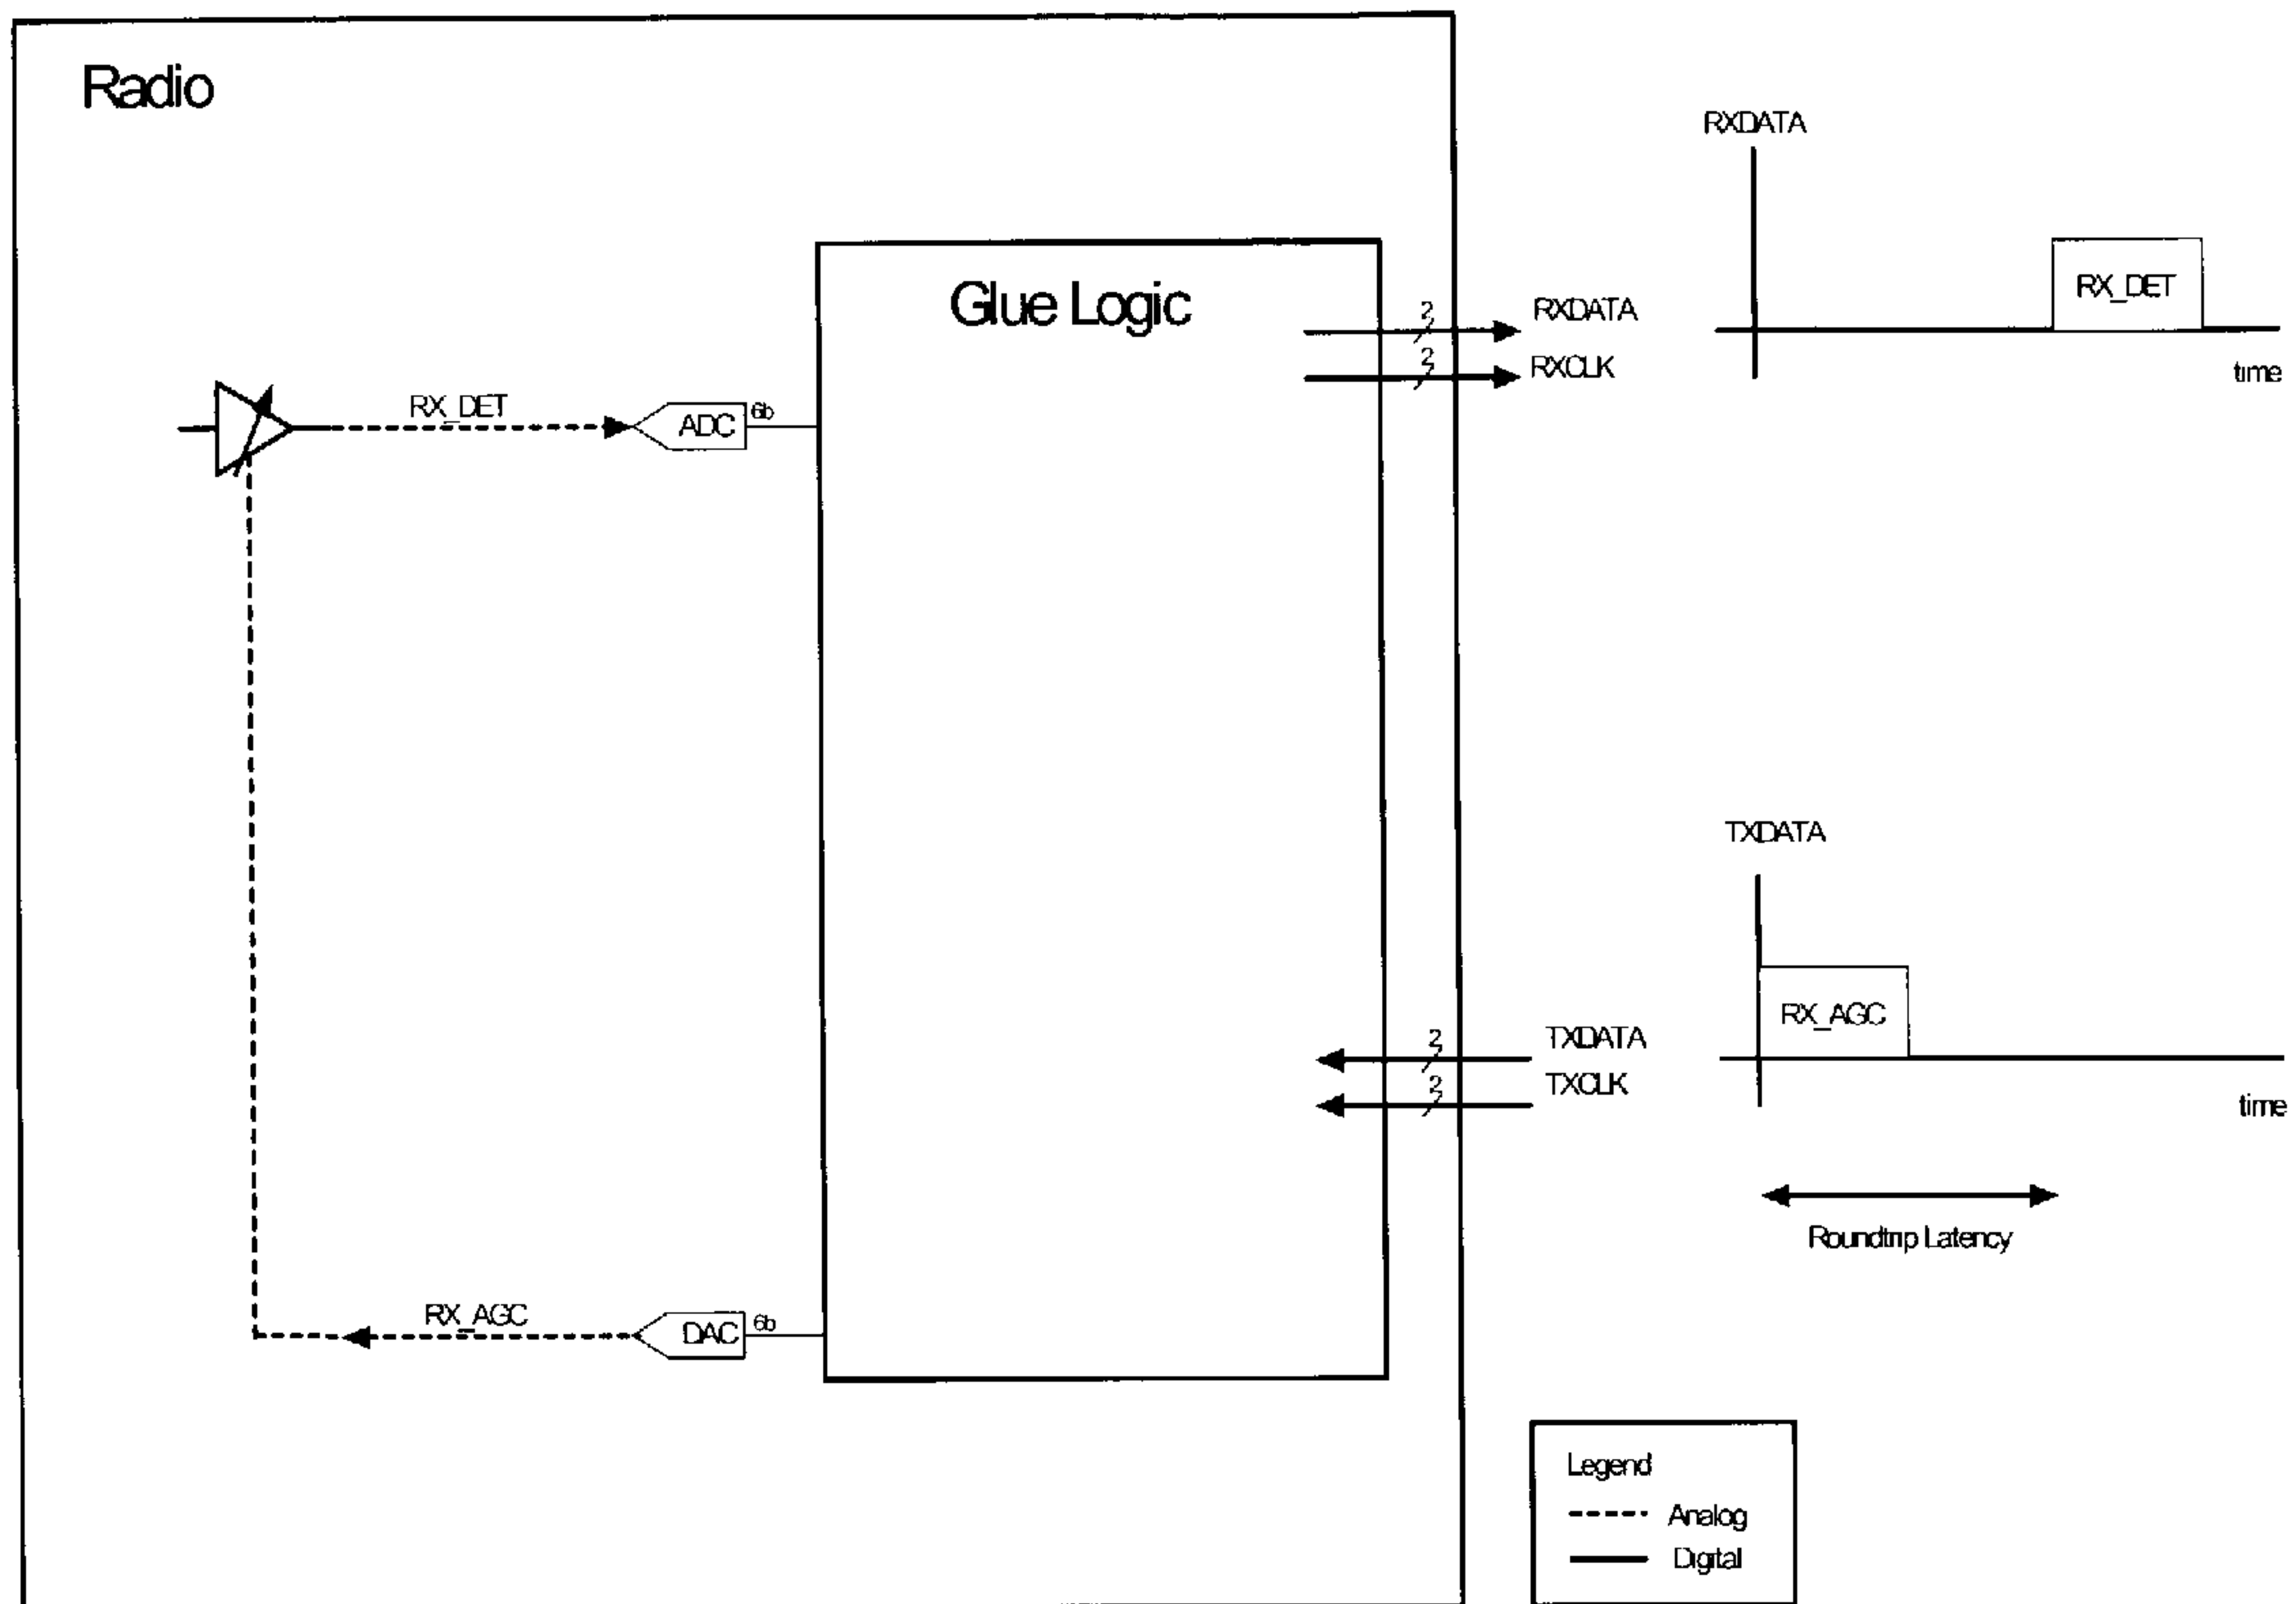 Radio
Glue Logic
RX_DET
ADC
6b
2
RXDATA
2
RXCLK
RXDATA
RX_DET
time
TXDATA
RX_AGC
time
2
TXDATA
2
TXCLK
Roundtrip Latency
RX_AGC
DAC
6b
Legend
Analog
Digital